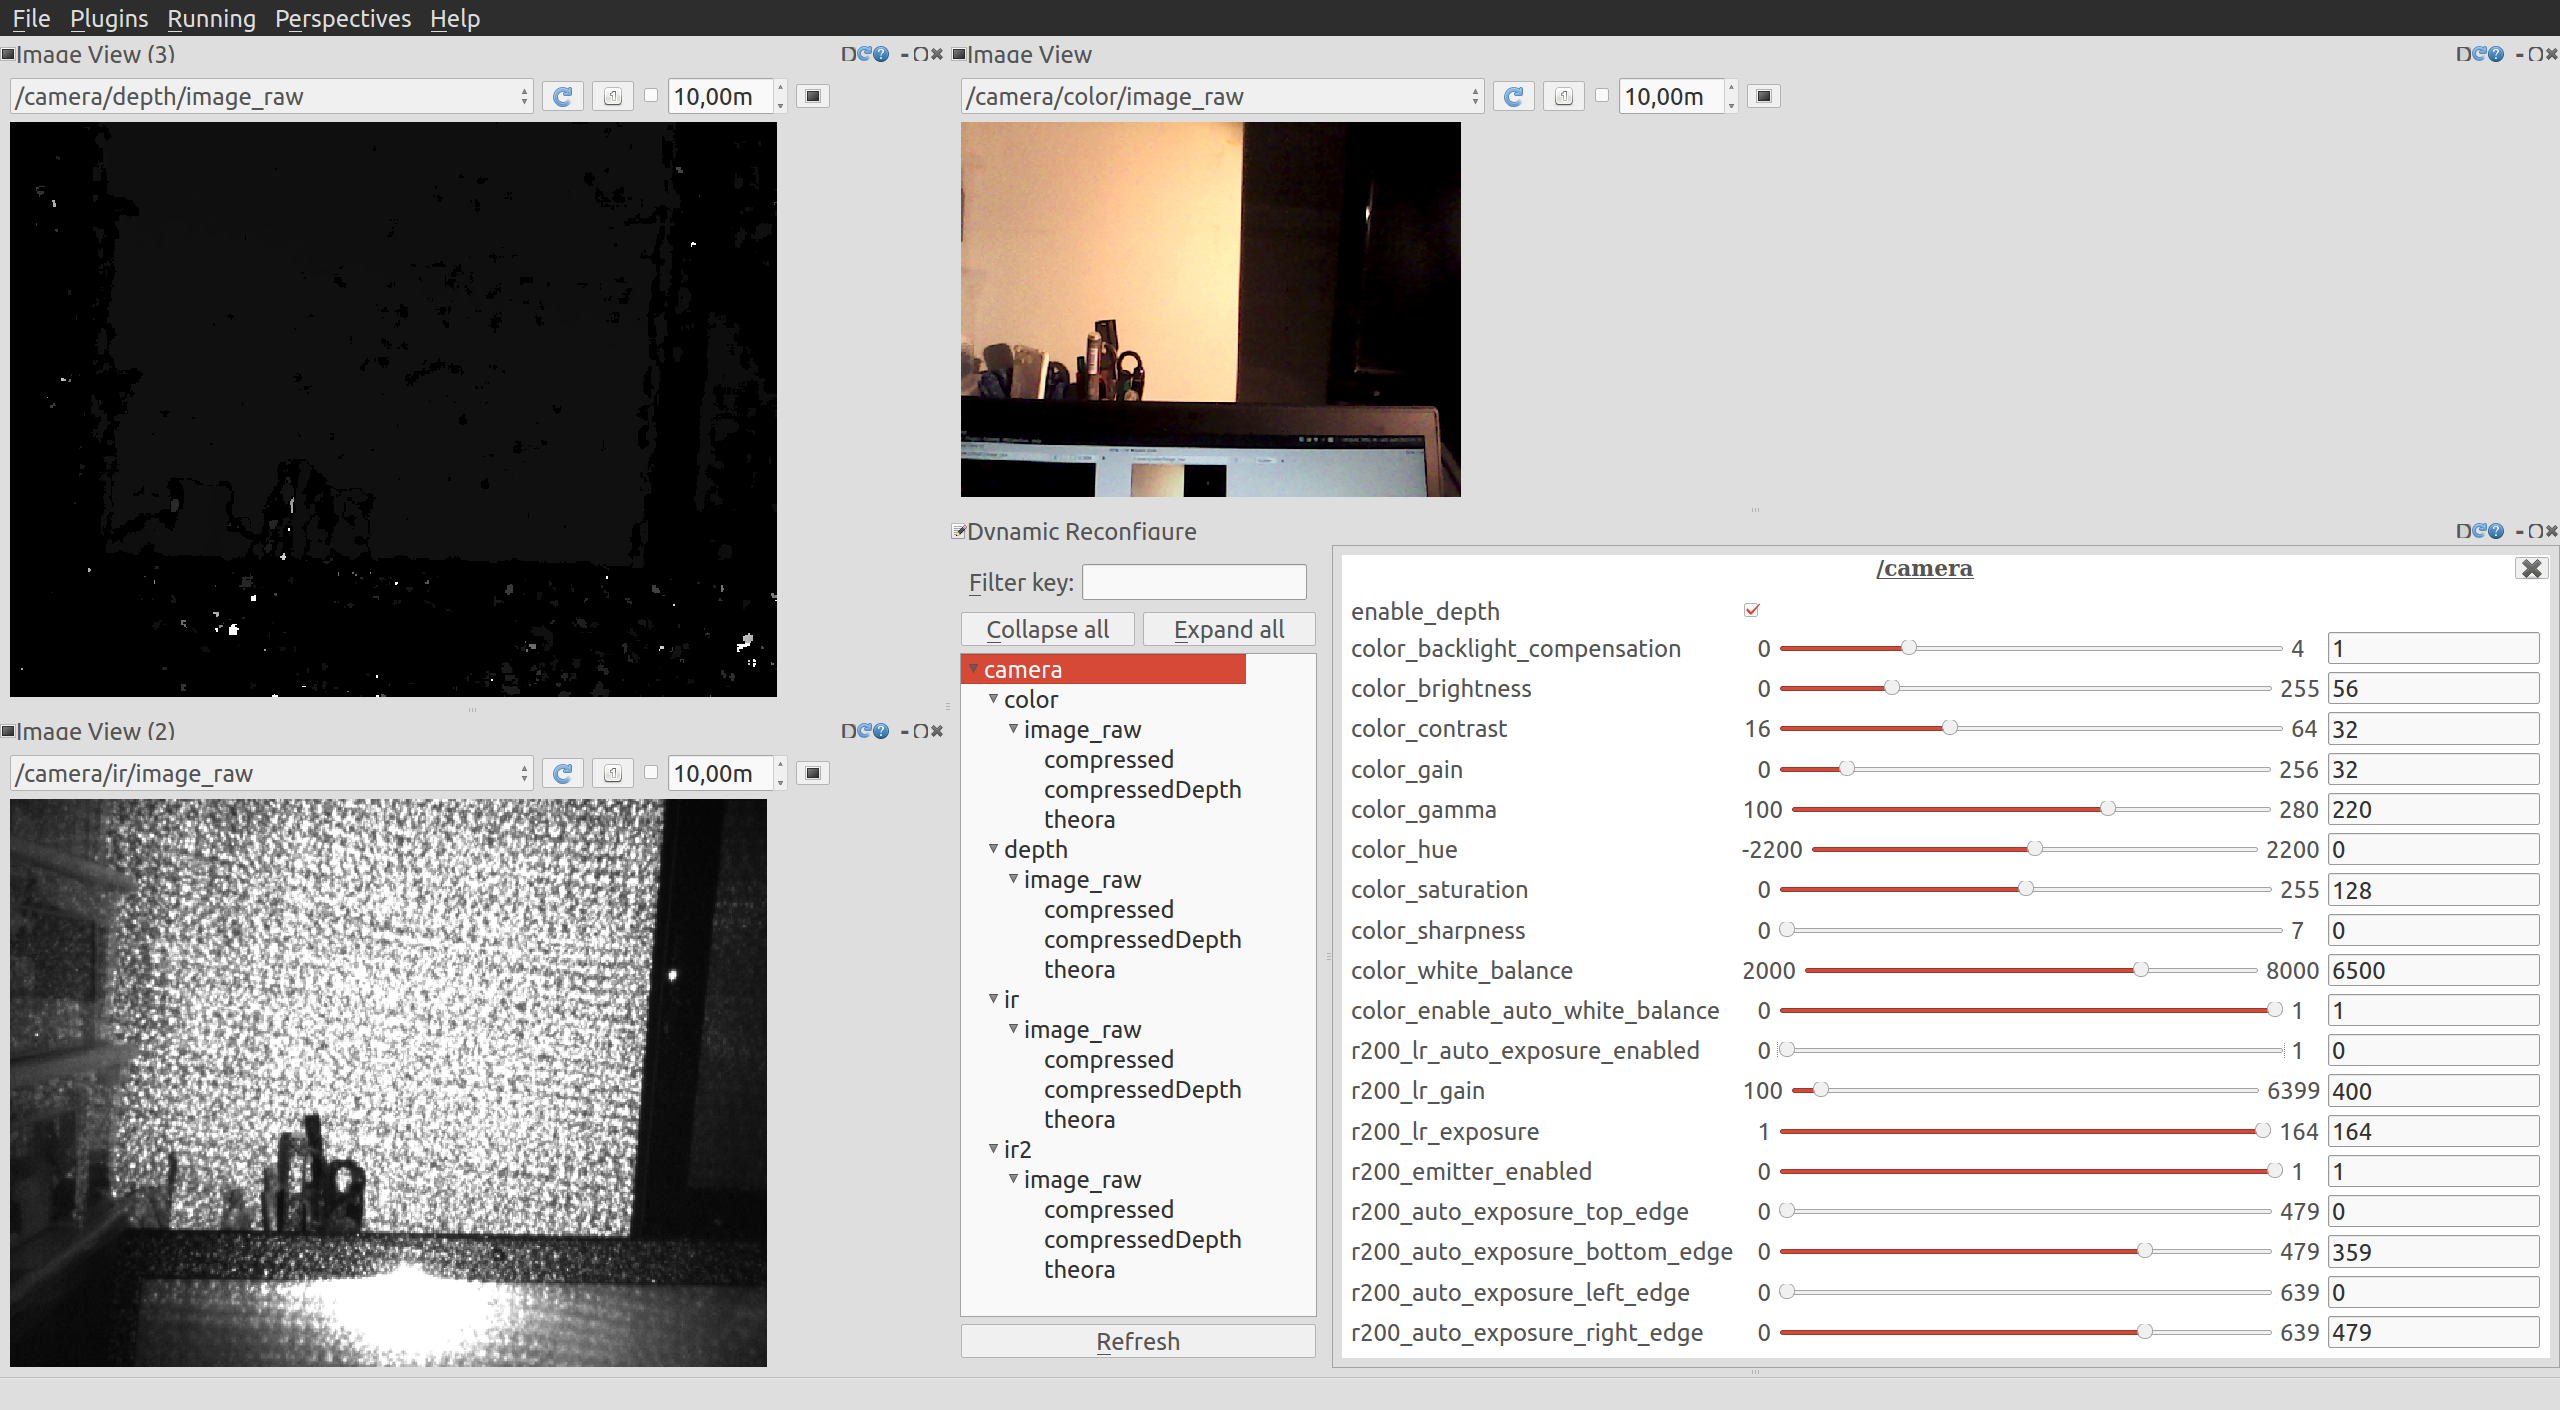 File Plugins Running Perspectives Help
Image View (3)
/camera/depth/image_raw 10,00m
Image View (2)
/camera/ir/image_raw 10,00m
Image View
/camera/color/image_raw 10,00m
Dynamic Reconfigure
Filter key:
Collapse all Expand all
camera
color
image_raw
compressed
compressedDepth
theora
depth
image_raw
compressed
compressedDepth
theora
ir
image_raw
compressed
compressedDepth
theora
ir2
image_raw
compressed
compressedDepth
theora
Refresh
/camera
enable_depth
color_backlight_compensation 0 4 1
color_brightness 0 255 56
color_contrast 16 64 32
color_gain 0 256 32
color_gamma 100 280 220
color_hue -2200 2200 0
color_saturation 0 255 128
color_sharpness 0 7 0
color_white_balance 2000 8000 6500
color_enable_auto_white_balance 0 1 1
r200_lr_auto_exposure_enabled 0 1 0
r200_lr_gain 100 6399 400
r200_lr_exposure 1 164 164
r200_emitter_enabled 0 1 1
r200_auto_exposure_top_edge 0 479 0
r200_auto_exposure_bottom_edge 0 479 359
r200_auto_exposure_left_edge 0 639 0
r200_auto_exposure_right_edge 0 639 479